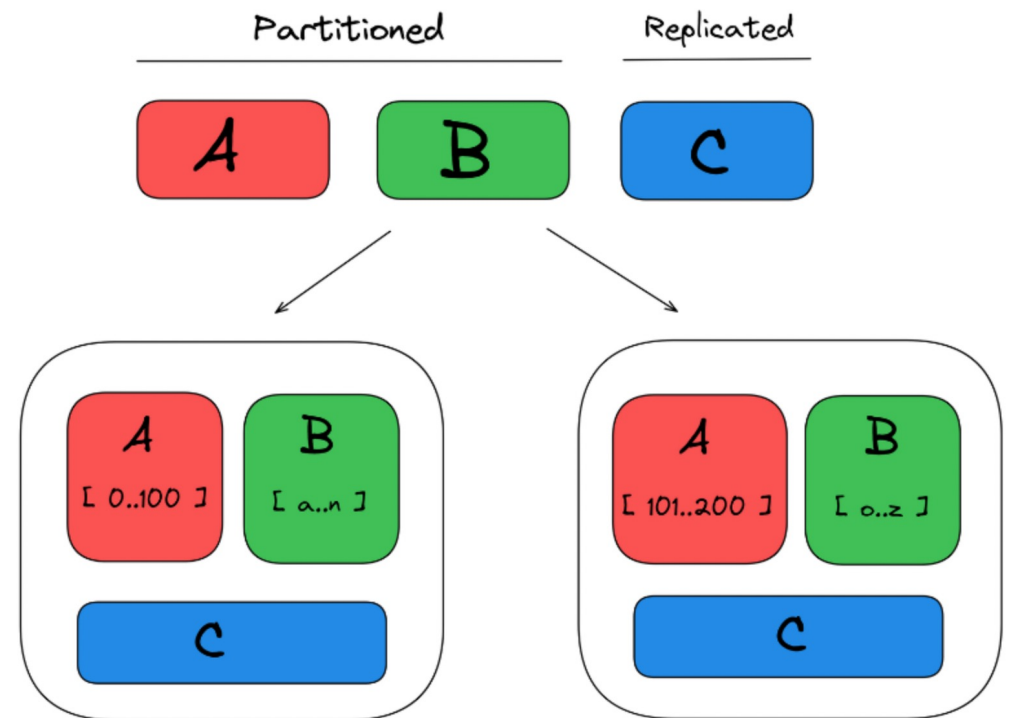 Partitioned
Replicated
A
B
C
A
[ 0..100 ]
B
[ a..n ]
C
A
[ 101..200 ]
B
[ o..z ]
C